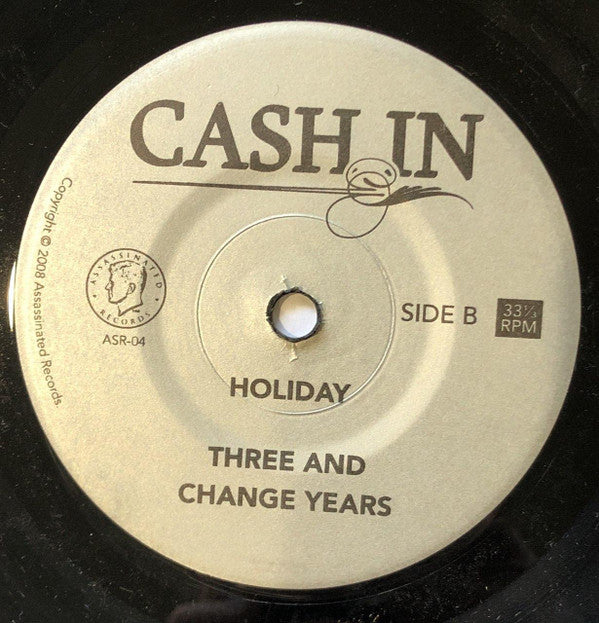 CASH IN
Copyright © 2008 Assassinated Records
ASSASSINATED
RECORDS
ASR-04
SIDE B
33⅓
RPM
HOLIDAY
THREE AND
CHANGE YEARS